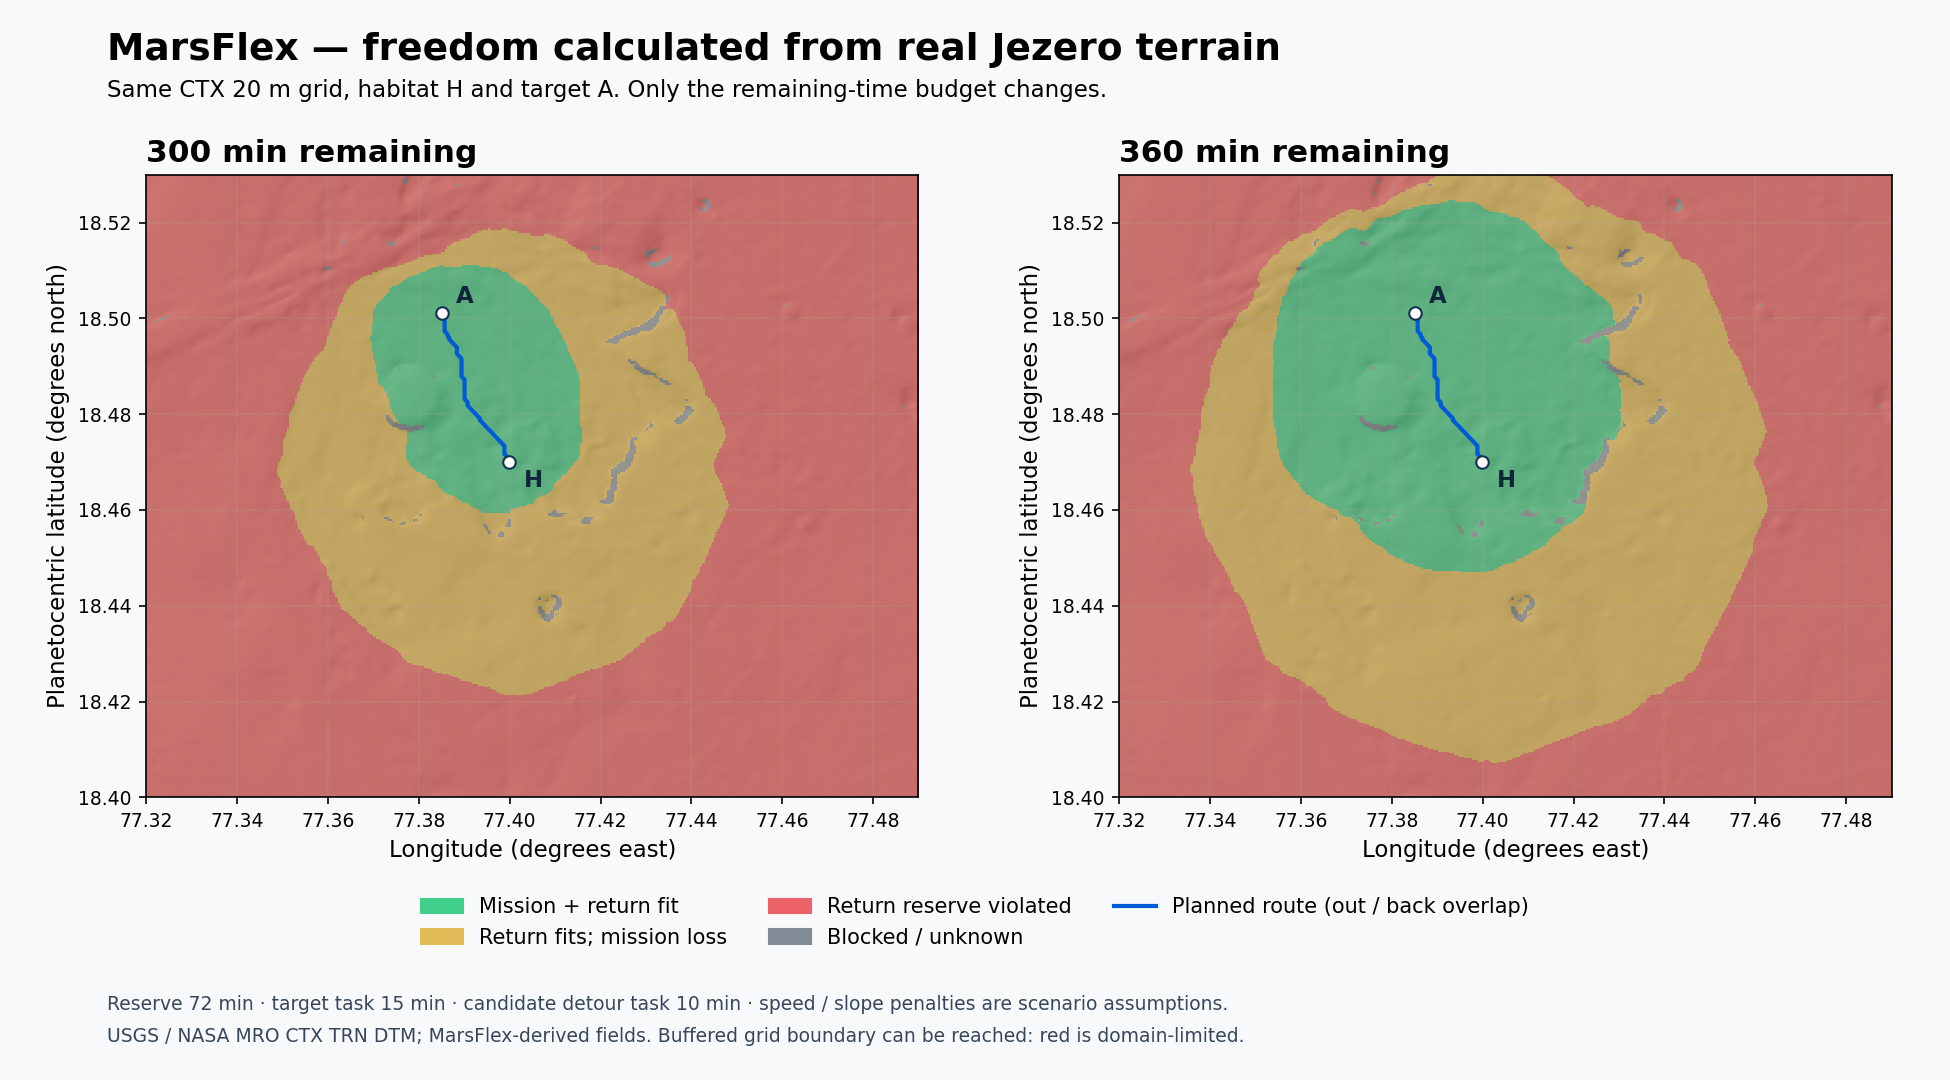 MarsFlex — freedom calculated from real Jezero terrain
Same CTX 20 m grid, habitat H and target A. Only the remaining-time budget changes.
300 min remaining
Planetocentric latitude (degrees north)
18.52
18.50
18.48
18.46
18.44
18.42
18.40
A
H
77.32 77.34 77.36 77.38 77.40 77.42 77.44 77.46 77.48
Longitude (degrees east)
360 min remaining
Planetocentric latitude (degrees north)
18.52
18.50
18.48
18.46
18.44
18.42
18.40
A
H
77.32 77.34 77.36 77.38 77.40 77.42 77.44 77.46 77.48
Longitude (degrees east)
Mission + return fit
Return fits; mission loss
Return reserve violated
Blocked / unknown
Planned route (out / back overlap)
Reserve 72 min · target task 15 min · candidate detour task 10 min · speed / slope penalties are scenario assumptions.
USGS / NASA MRO CTX TRN DTM; MarsFlex-derived fields. Buffered grid boundary can be reached: red is domain-limited.